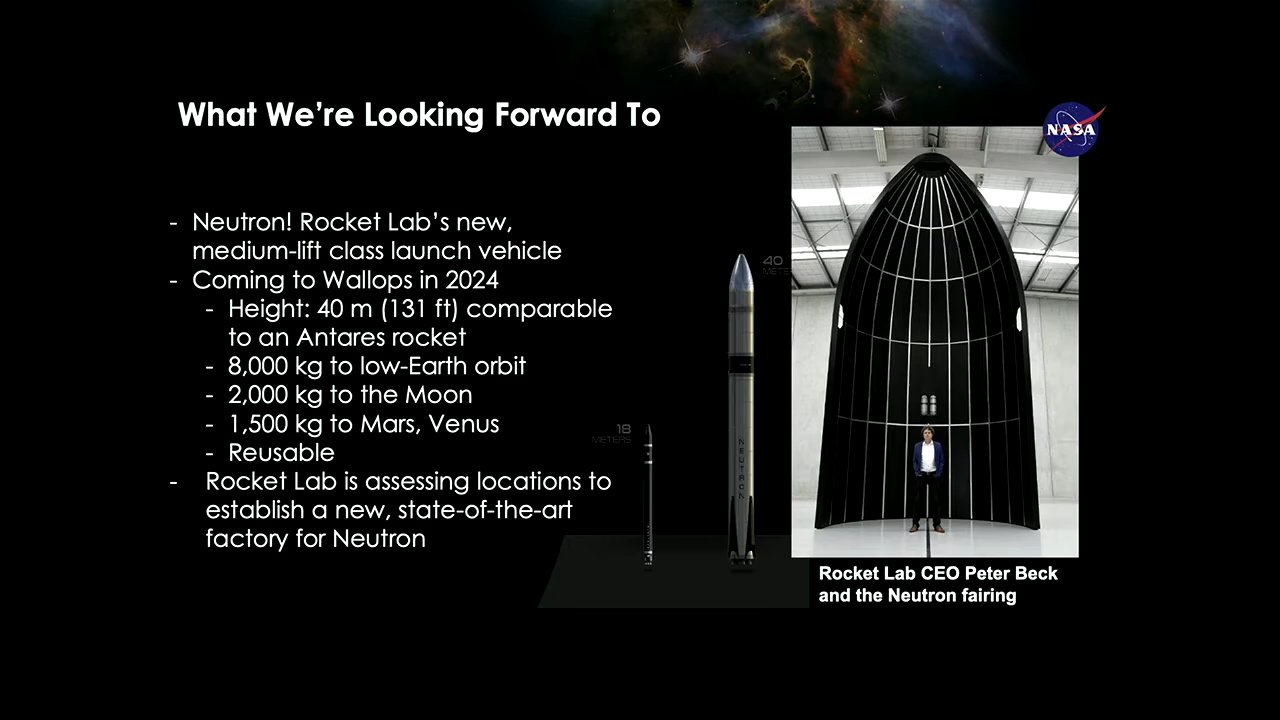 What We're Looking Forward To
NASA
- Neutron! Rocket Lab's new,
medium-lift class launch vehicle
- Coming to Wallops in 2024
- Height: 40 m (131 ft) comparable
to an Antares rocket
- 8,000 kg to low-Earth orbit
- 2,000 kg to the Moon
- 1,500 kg to Mars, Venus
- Reusable
- Rocket Lab is assessing locations to
establish a new, state-of-the-art
factory for Neutron
18
METERS
40
NEUTRON
Rocket Lab CEO Peter Beck
and the Neutron fairing